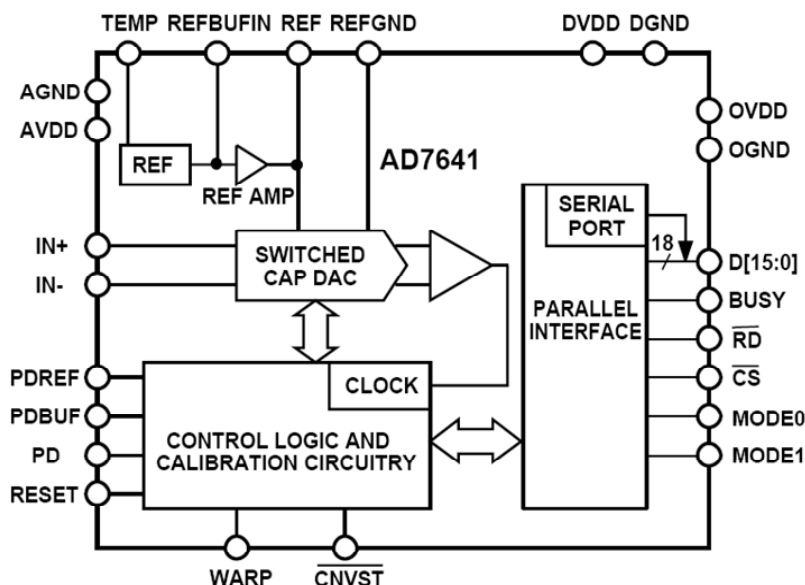 TEMP REFBUFIN REF REFGND DVDD DGND
AGND
AVDD
OVDD
OGND
REF
REF AMP
AD7641
SERIAL
PORT
18
IN+
IN-
SWITCHED
CAP DAC
D[15:0]
BUSY
RD
CS
MODE0
MODE1
PARALLEL
INTERFACE
PDREF
PDBUF
PD
RESET
CLOCK
CONTROL LOGIC AND
CALIBRATION CIRCUITRY
WARP CNVST